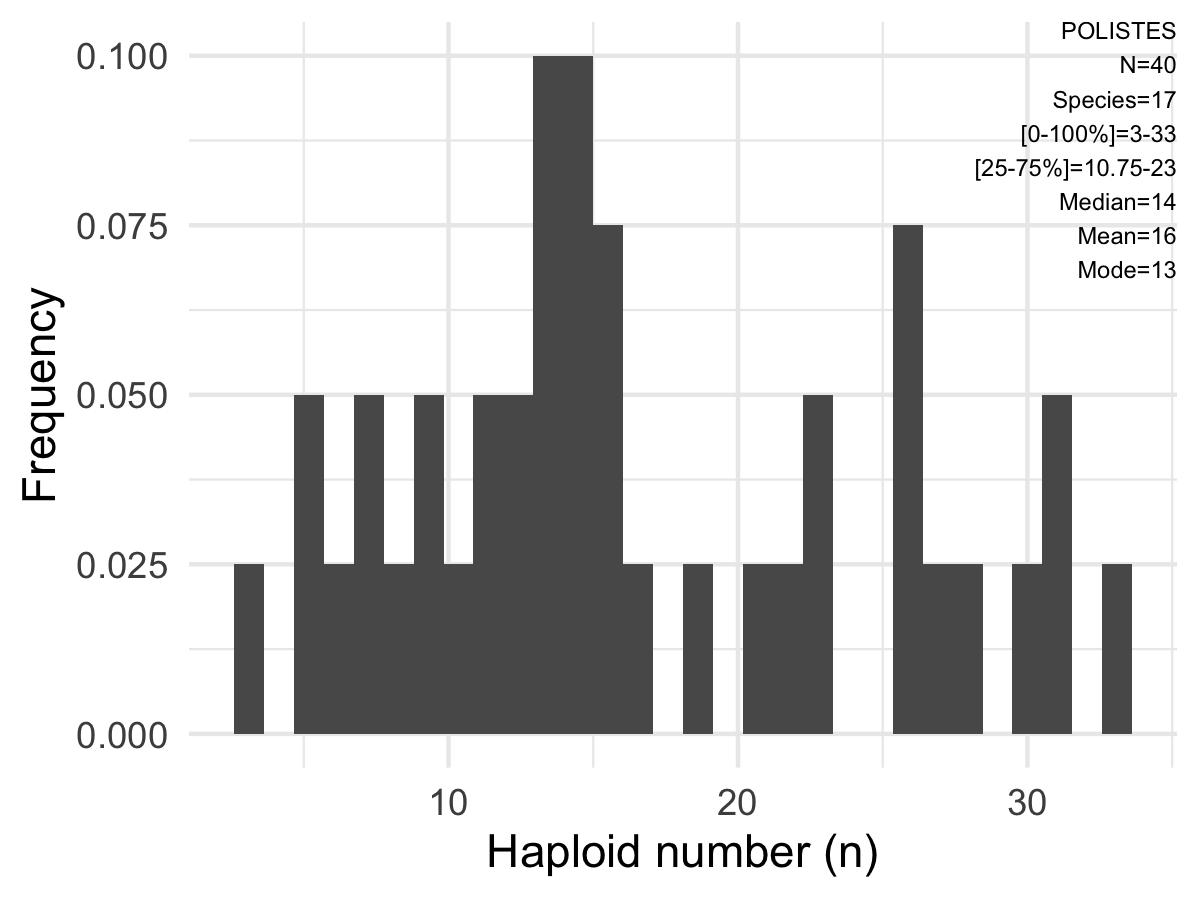 POLISTES
N=40
Species=17
[0-100%]=3-33
[25-75%]=10.75-23
Median=14
Mean=16
Mode=13
0.100
0.075
0.050
0.025
0.000
Frequency
10 20 30
Haploid number (n)